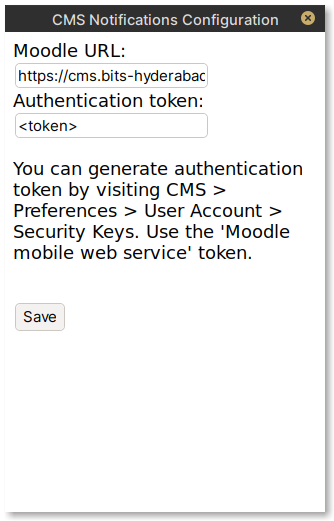 CMS Notifications Configuration
Moodle URL:
https://cms.bits-hyderabac
Authentication token:
<token>
You can generate authentication
token by visiting CMS >
Preferences > User Account >
Security Keys. Use the 'Moodle
mobile web service' token.
Save